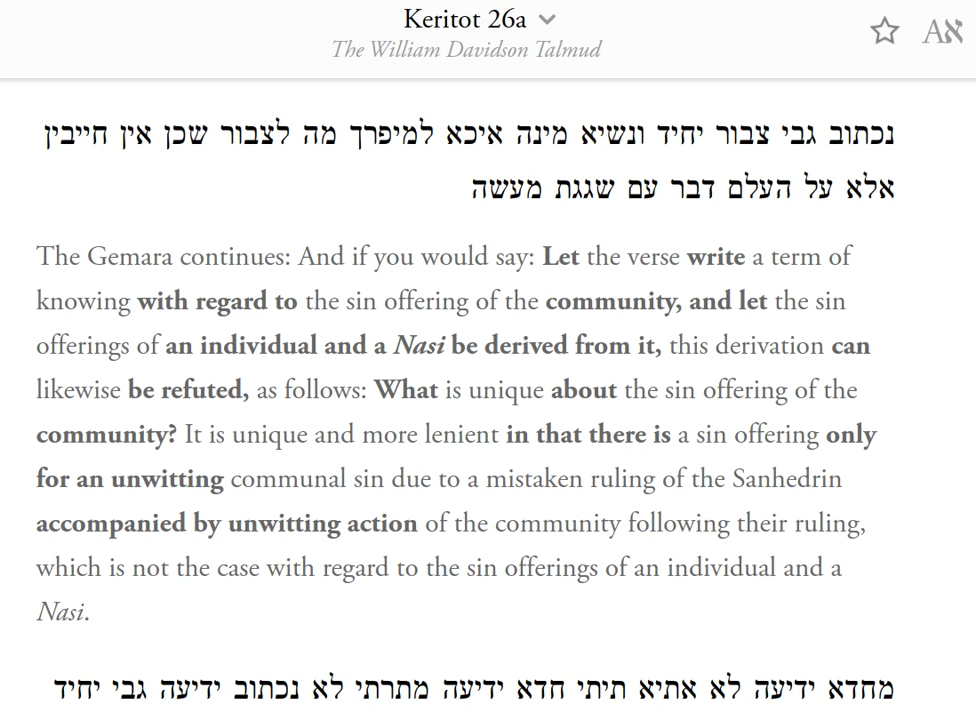 Keritot 26a
The William Davidson Talmud
Aא
נכתוב גבי צבור יחיד ונשיא מינה איכא למיפרך מה לצבור שכן אין חייבין
אלא על העלם דבר עם שגגת מעשה
The Gemara continues: And if you would say: Let the verse write a term of
knowing with regard to the sin offering of the community, and let the sin
offerings of an individual and a Nasi be derived from it, this derivation can
likewise be refuted, as follows: What is unique about the sin offering of the
community? It is unique and more lenient in that there is a sin offering only
for an unwitting communal sin due to a mistaken ruling of the Sanhedrin
accompanied by unwitting action of the community following their ruling,
which is not the case with regard to the sin offerings of an individual and a
Nasi.
מחדא ידיעה לא אתיא תיתי חדא ידיעה מתרתי לא נכתוב ידיעה גבי יחיד